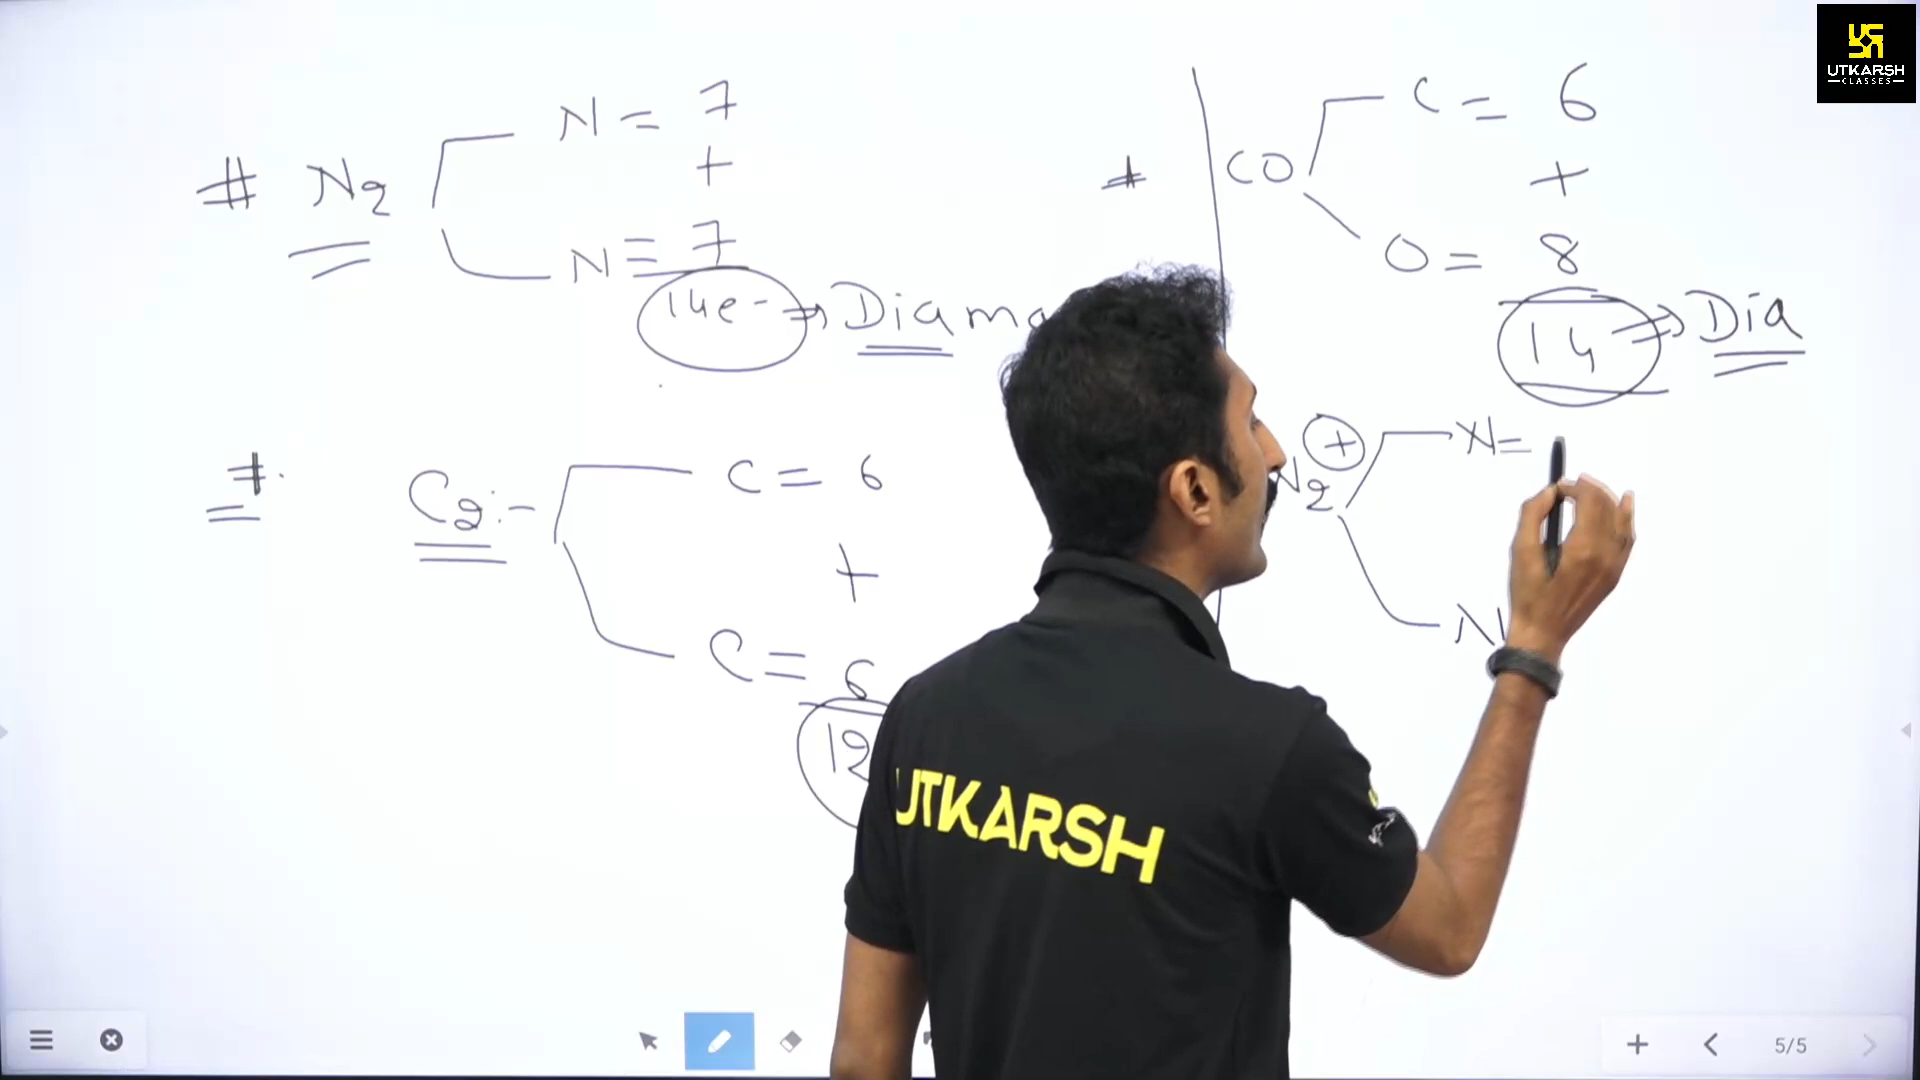 UTKARSH
CLASSES
N = 7
+
# N2
N = 7
14e- ⇒ Diama
C = 6
+
CO
O = 8
14 ⇒ Dia
C = 6
C2:-
+
C = 6
12
N2+
N =
N
UTKARSH
5/5